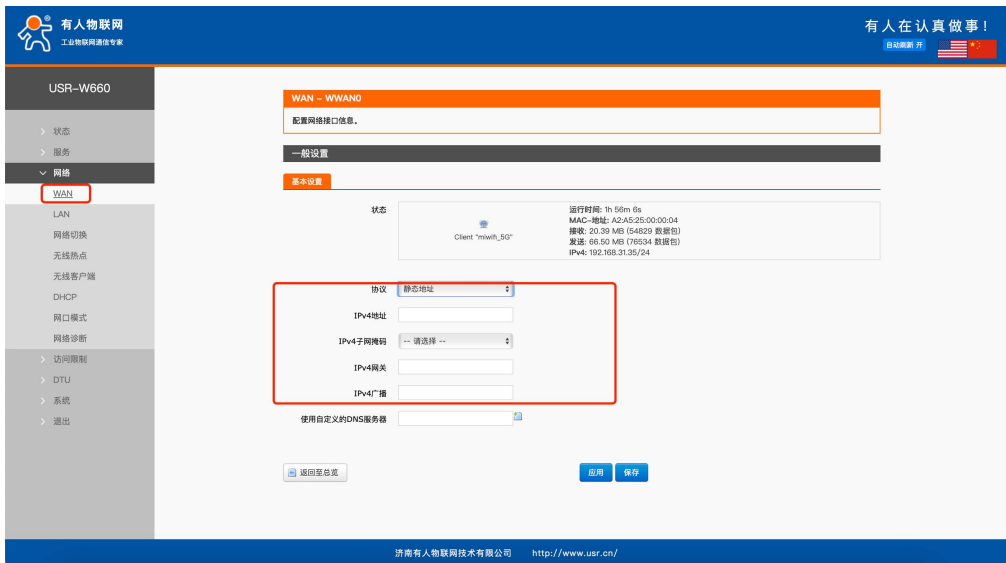 有人物联网
工业物联网通信专家
有人在认真做事!
自动刷新 开
USR-W660
状态
服务
网络
WAN
LAN
网络切换
无线热点
无线客户端
DHCP
网口模式
网络诊断
访问限制
DTU
系统
退出
WAN - WWAN0
配置网络接口信息。
一般设置
基本设置
状态
Client "miwifi_5G"
运行时间: 1h 56m 6s
MAC-地址: A2:A5:25:00:00:04
接收: 20.39 MB (54829 数据包)
发送: 66.50 MB (76534 数据包)
IPv4: 192.168.31.35/24
协议 静态地址
IPv4地址
IPv4子网掩码 -- 请选择 --
IPv4网关
IPv4广播
使用自定义的DNS服务器
返回至总览 应用 保存
济南有人物联网技术有限公司 http://www.usr.cn/